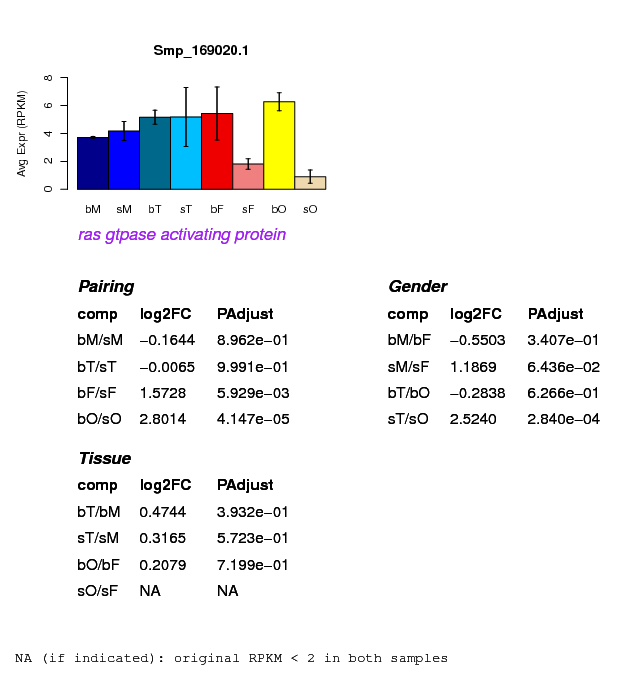 Smp_169020.1
Avg Expr (RPKM)
0 2 4 6 8
bM sM bT sT bF sF bO sO
ras gtpase activating protein
Pairing
comp log2FC PAdjust
bM/sM −0.1644 8.962e−01
bT/sT −0.0065 9.991e−01
bF/sF 1.5728 5.929e−03
bO/sO 2.8014 4.147e−05
Gender
comp log2FC PAdjust
bM/bF −0.5503 3.407e−01
sM/sF 1.1869 6.436e−02
bT/bO −0.2838 6.266e−01
sT/sO 2.5240 2.840e−04
Tissue
comp log2FC PAdjust
bT/bM 0.4744 3.932e−01
sT/sM 0.3165 5.723e−01
bO/bF 0.2079 7.199e−01
sO/sF NA NA
NA (if indicated): original RPKM < 2 in both samples